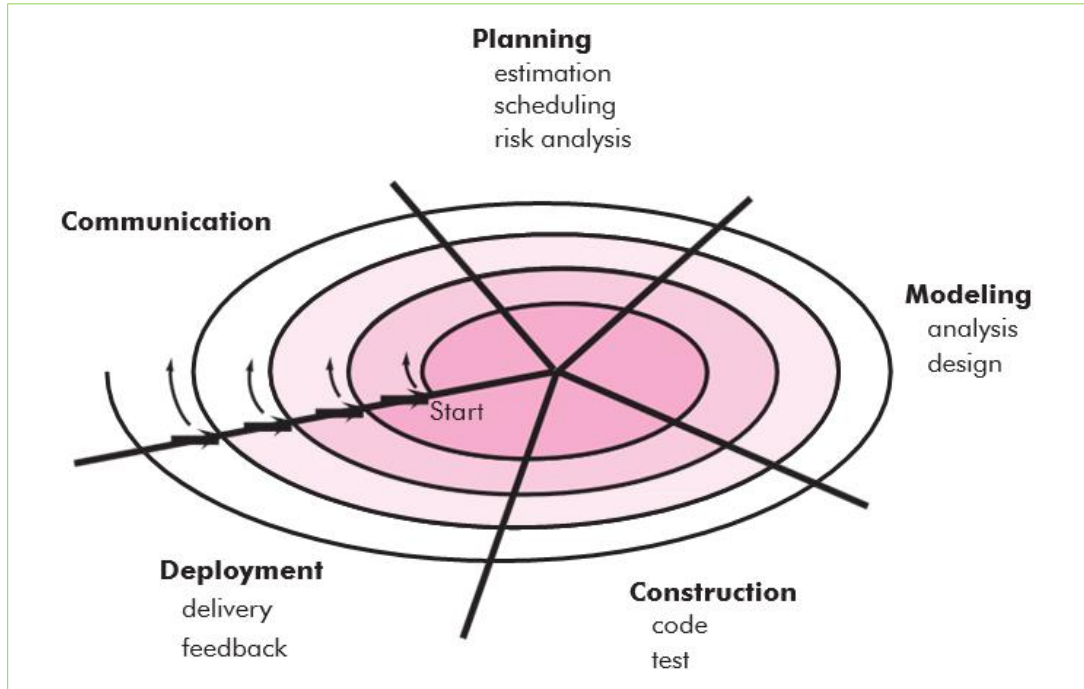 Planning
estimation
scheduling
risk analysis
Communication
Modeling
analysis
design
Start
Deployment
delivery
feedback
Construction
code
test